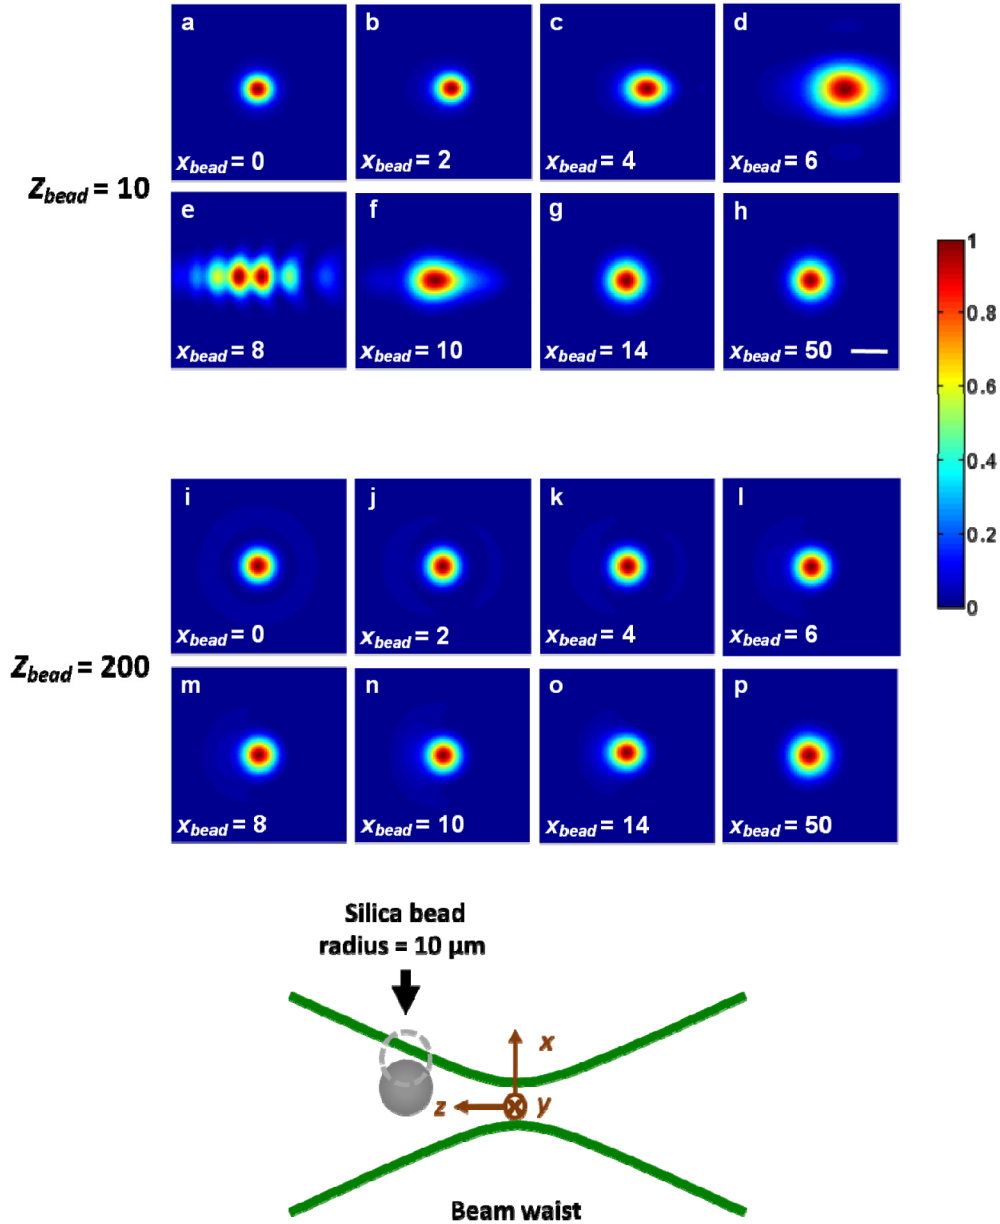 a b c d
x_bead = 0 x_bead = 2 x_bead = 4 x_bead = 6
Z_bead = 10
e f g h
x_bead = 8 x_bead = 10 x_bead = 14 x_bead = 50
1
0.8
0.6
0.4
0.2
0
i j k l
x_bead = 0 x_bead = 2 x_bead = 4 x_bead = 6
Z_bead = 200
m n o p
x_bead = 8 x_bead = 10 x_bead = 14 x_bead = 50
Silica bead
radius = 10 μm
x
z y
Beam waist